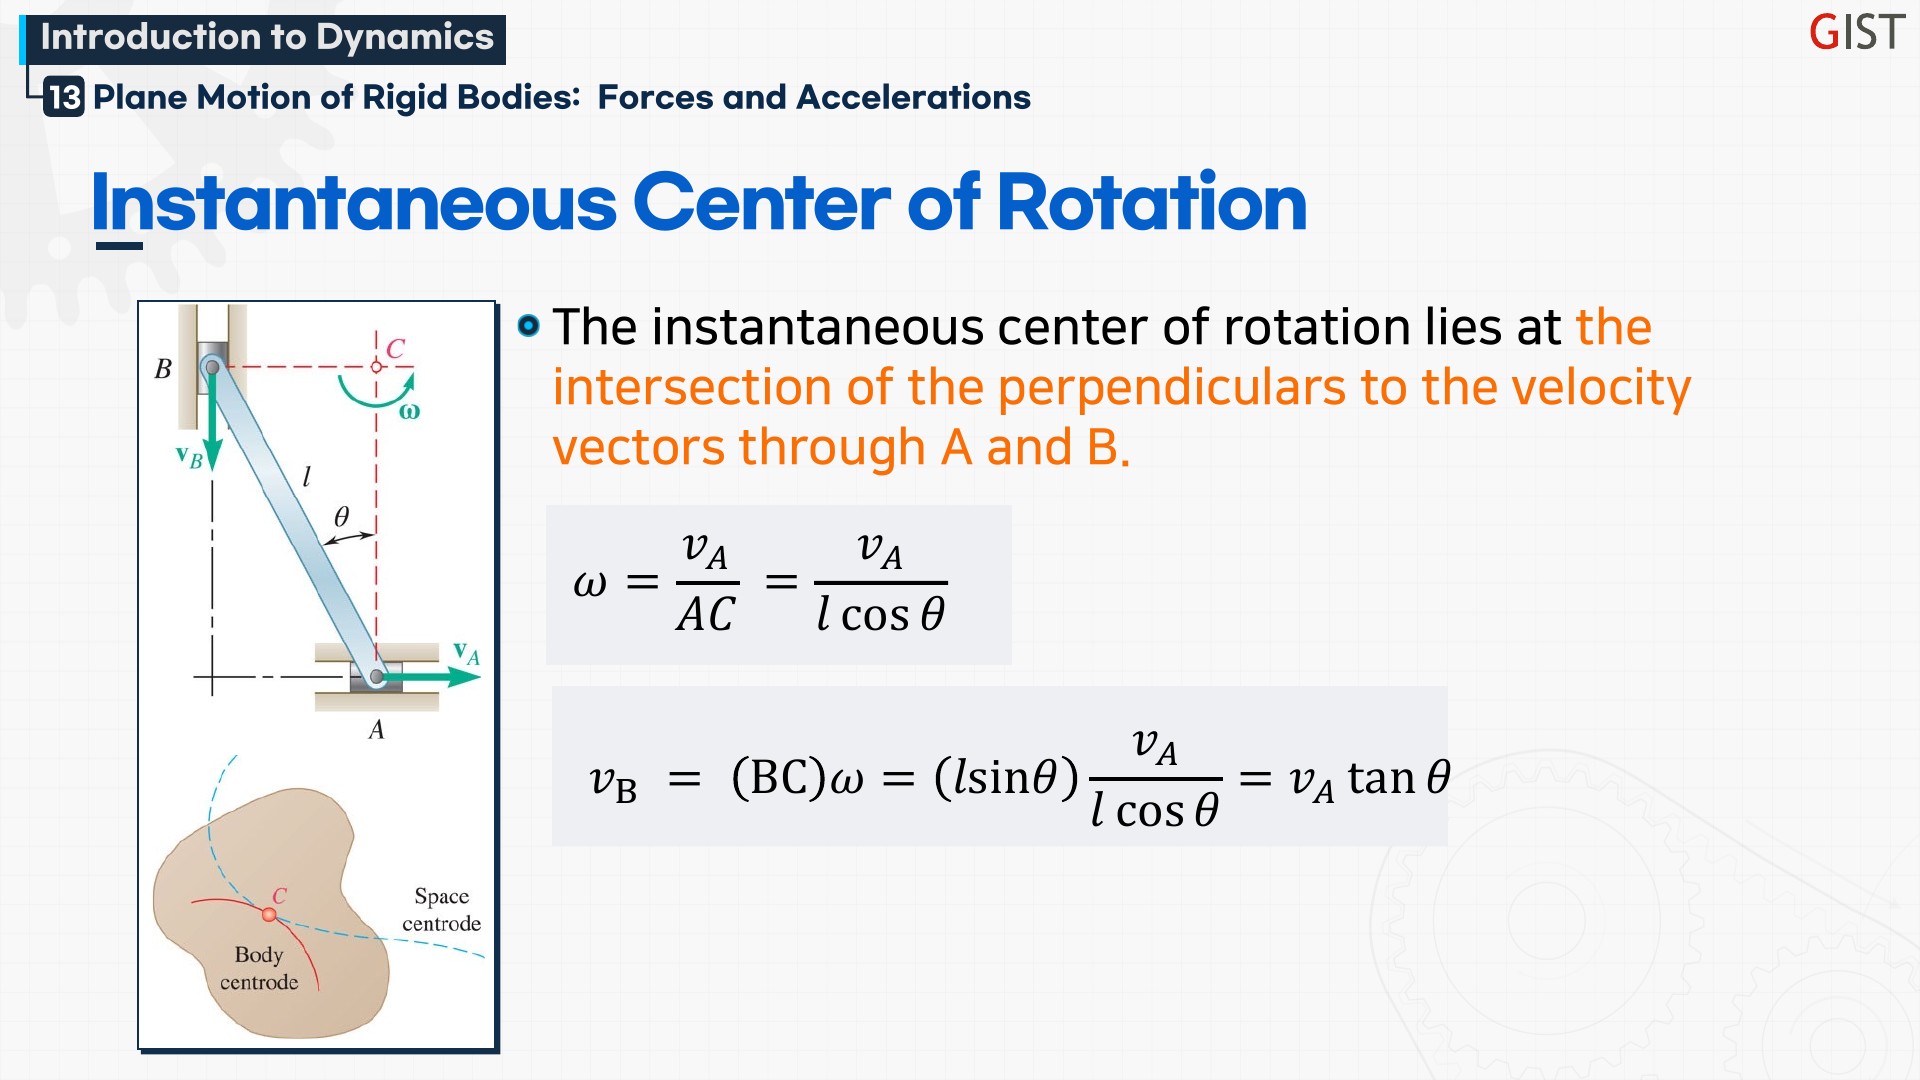 Introduction to Dynamics
GIST
13 Plane Motion of Rigid Bodies: Forces and Accelerations
Instantaneous Center of Rotation
The instantaneous center of rotation lies at the
intersection of the perpendiculars to the velocity
vectors through A and B.
B
C
ω
v_B
l
θ
v_A
A
C
Space
centrode
Body
centrode
ω = v_A / AC = v_A / (l cos θ)
v_B = (BC)ω = (lsinθ) v_A / (l cos θ) = v_A tan θ